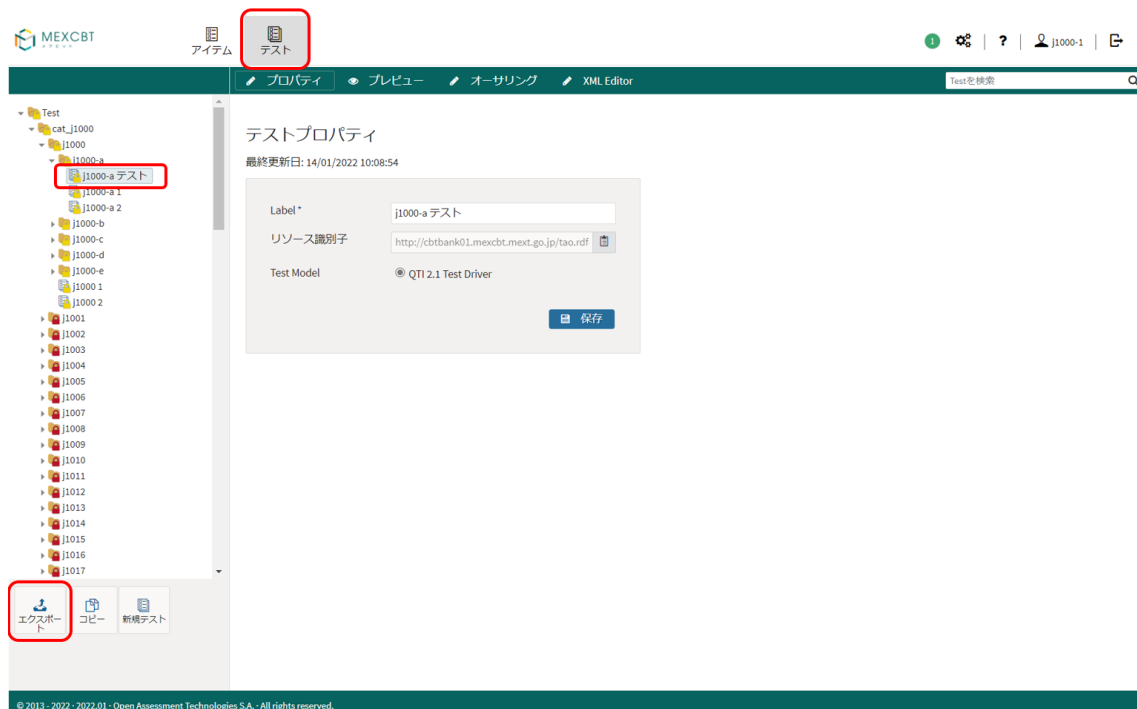 MEXCBT
メクビット
アイテム
テスト
1
?
j1000-1
プロパティ
プレビュー
オーサリング
XML Editor
Testを検索
Test
cat_j1000
j1000
j1000-a
j1000-a テスト
j1000-a 1
j1000-a 2
j1000-b
j1000-c
j1000-d
j1000-e
j1000 1
j1000 2
j1001
j1002
j1003
j1004
j1005
j1006
j1007
j1008
j1009
j1010
j1011
j1012
j1013
j1014
j1015
j1016
j1017
エクスポー
ト
コピー
新規テスト
テストプロパティ
最終更新日: 14/01/2022 10:08:54
Label *
j1000-a テスト
リソース識別子
http://cbtbank01.mexcbt.mext.go.jp/tao.rdf
Test Model
QTI 2.1 Test Driver
保存
© 2013 - 2022 · 2022.01 · Open Assessment Technologies S.A. · All rights reserved.